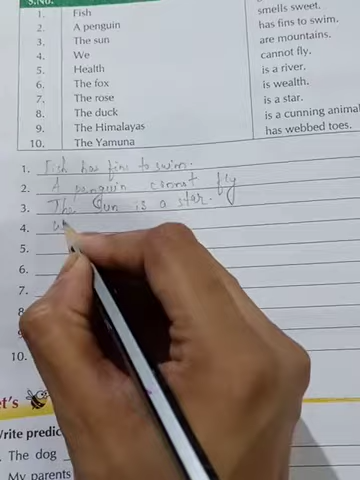 S.No.
1. Fish smells sweet.
2. A penguin has fins to swim.
3. The sun are mountains.
4. We cannot fly.
5. Health is a river.
6. The fox is wealth.
7. The rose is a star.
8. The duck is a cunning animal
9. The Himalayas has webbed toes.
10. The Yamuna
1. Fish has fins to swim.
2. A penguin cannot fly
3. The Sun is a star.
4.
5.
6.
7.
8
10.
t's
Write predic
The dog
My parents